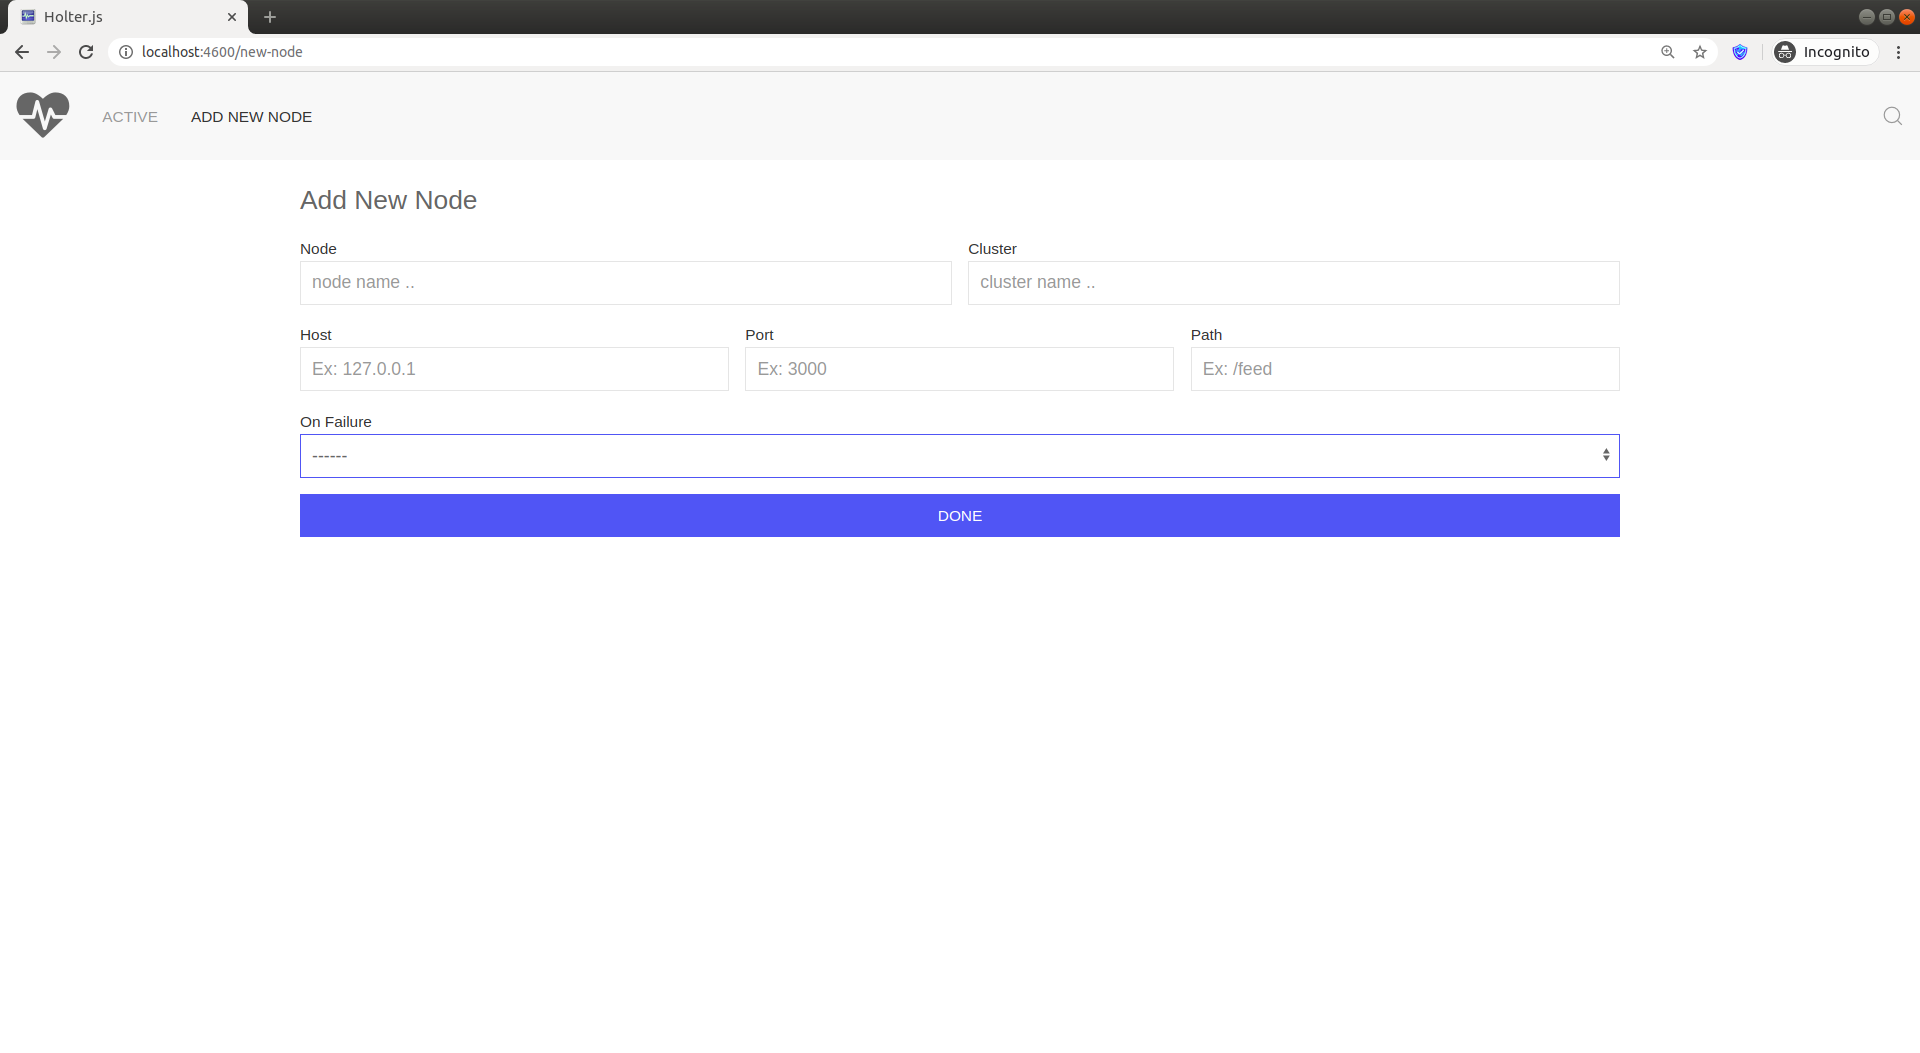 Holter.js
localhost:4600/new-node
Incognito
ACTIVE ADD NEW NODE
Add New Node
Node Cluster
node name .. cluster name ..
Host Port Path
Ex: 127.0.0.1 Ex: 3000 Ex: /feed
On Failure
------
DONE